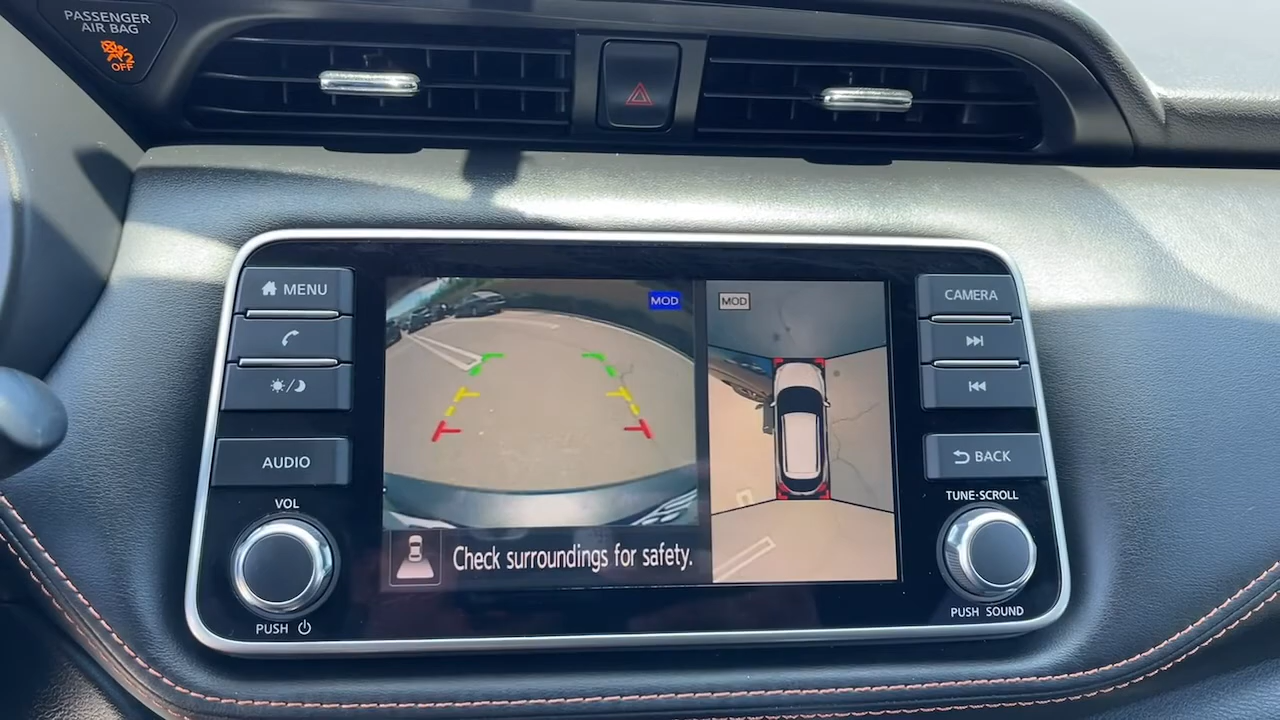 PASSENGER
AIR BAG
2
OFF
MENU
AUDIO
VOL
PUSH
MOD
MOD
Check surroundings for safety.
CAMERA
BACK
TUNE·SCROLL
PUSH SOUND